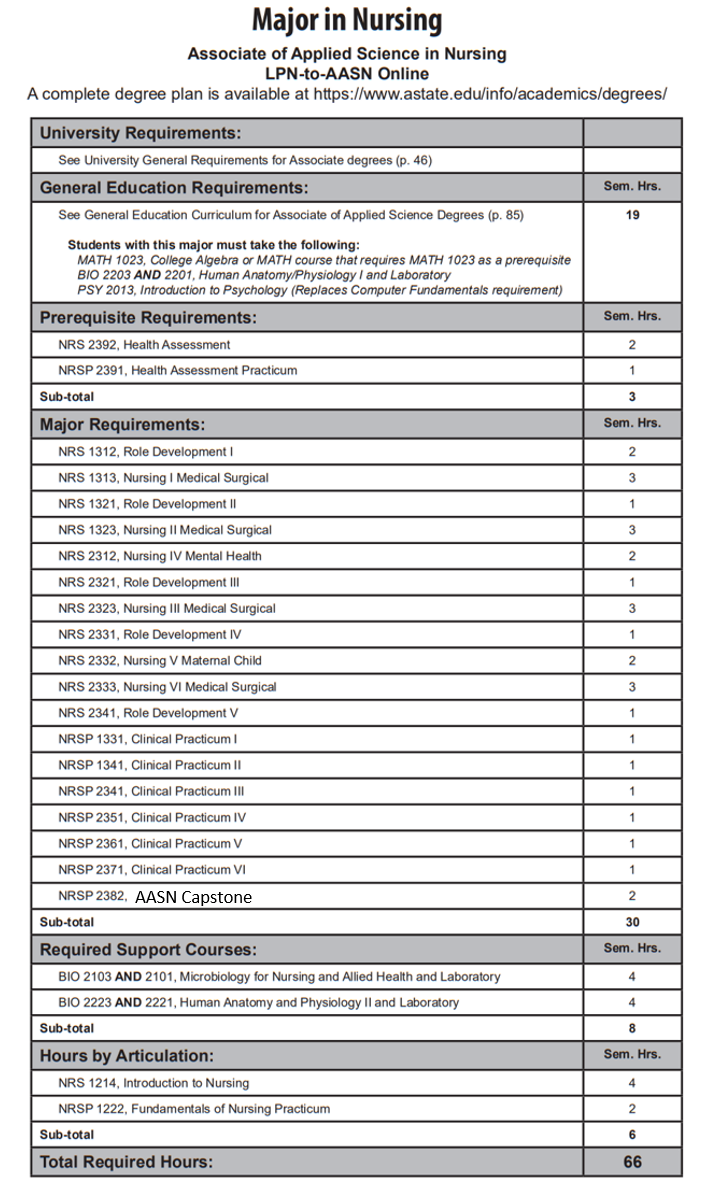 Major in Nursing
Associate of Applied Science in Nursing
LPN-to-AASN Online
A complete degree plan is available at https://www.astate.edu/info/academics/degrees/
University Requirements:
See University General Requirements for Associate degrees (p. 46)
General Education Requirements: Sem. Hrs.
See General Education Curriculum for Associate of Applied Science Degrees (p. 85) 19
Students with this major must take the following:
MATH 1023, College Algebra or MATH course that requires MATH 1023 as a prerequisite
BIO 2203 AND 2201, Human Anatomy/Physiology I and Laboratory
PSY 2013, Introduction to Psychology (Replaces Computer Fundamentals requirement)
Prerequisite Requirements: Sem. Hrs.
NRS 2392, Health Assessment 2
NRSP 2391, Health Assessment Practicum 1
Sub-total 3
Major Requirements: Sem. Hrs.
NRS 1312, Role Development I 2
NRS 1313, Nursing I Medical Surgical 3
NRS 1321, Role Development II 1
NRS 1323, Nursing II Medical Surgical 3
NRS 2312, Nursing IV Mental Health 2
NRS 2321, Role Development III 1
NRS 2323, Nursing III Medical Surgical 3
NRS 2331, Role Development IV 1
NRS 2332, Nursing V Maternal Child 2
NRS 2333, Nursing VI Medical Surgical 3
NRS 2341, Role Development V 1
NRSP 1331, Clinical Practicum I 1
NRSP 1341, Clinical Practicum II 1
NRSP 2341, Clinical Practicum III 1
NRSP 2351, Clinical Practicum IV 1
NRSP 2361, Clinical Practicum V 1
NRSP 2371, Clinical Practicum VI 1
NRSP 2382, AASN Capstone 2
Sub-total 30
Required Support Courses: Sem. Hrs.
BIO 2103 AND 2101, Microbiology for Nursing and Allied Health and Laboratory 4
BIO 2223 AND 2221, Human Anatomy and Physiology II and Laboratory 4
Sub-total 8
Hours by Articulation: Sem. Hrs.
NRS 1214, Introduction to Nursing 4
NRSP 1222, Fundamentals of Nursing Practicum 2
Sub-total 6
Total Required Hours: 66